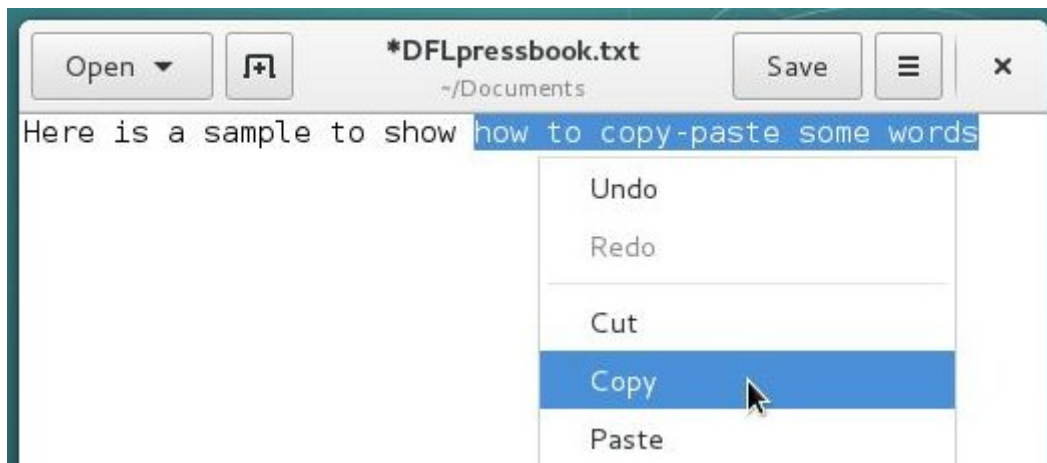 Open
*DFLpressbook.txt
~/Documents
Save
Here is a sample to show how to copy-paste some words
Undo
Redo
Cut
Copy
Paste